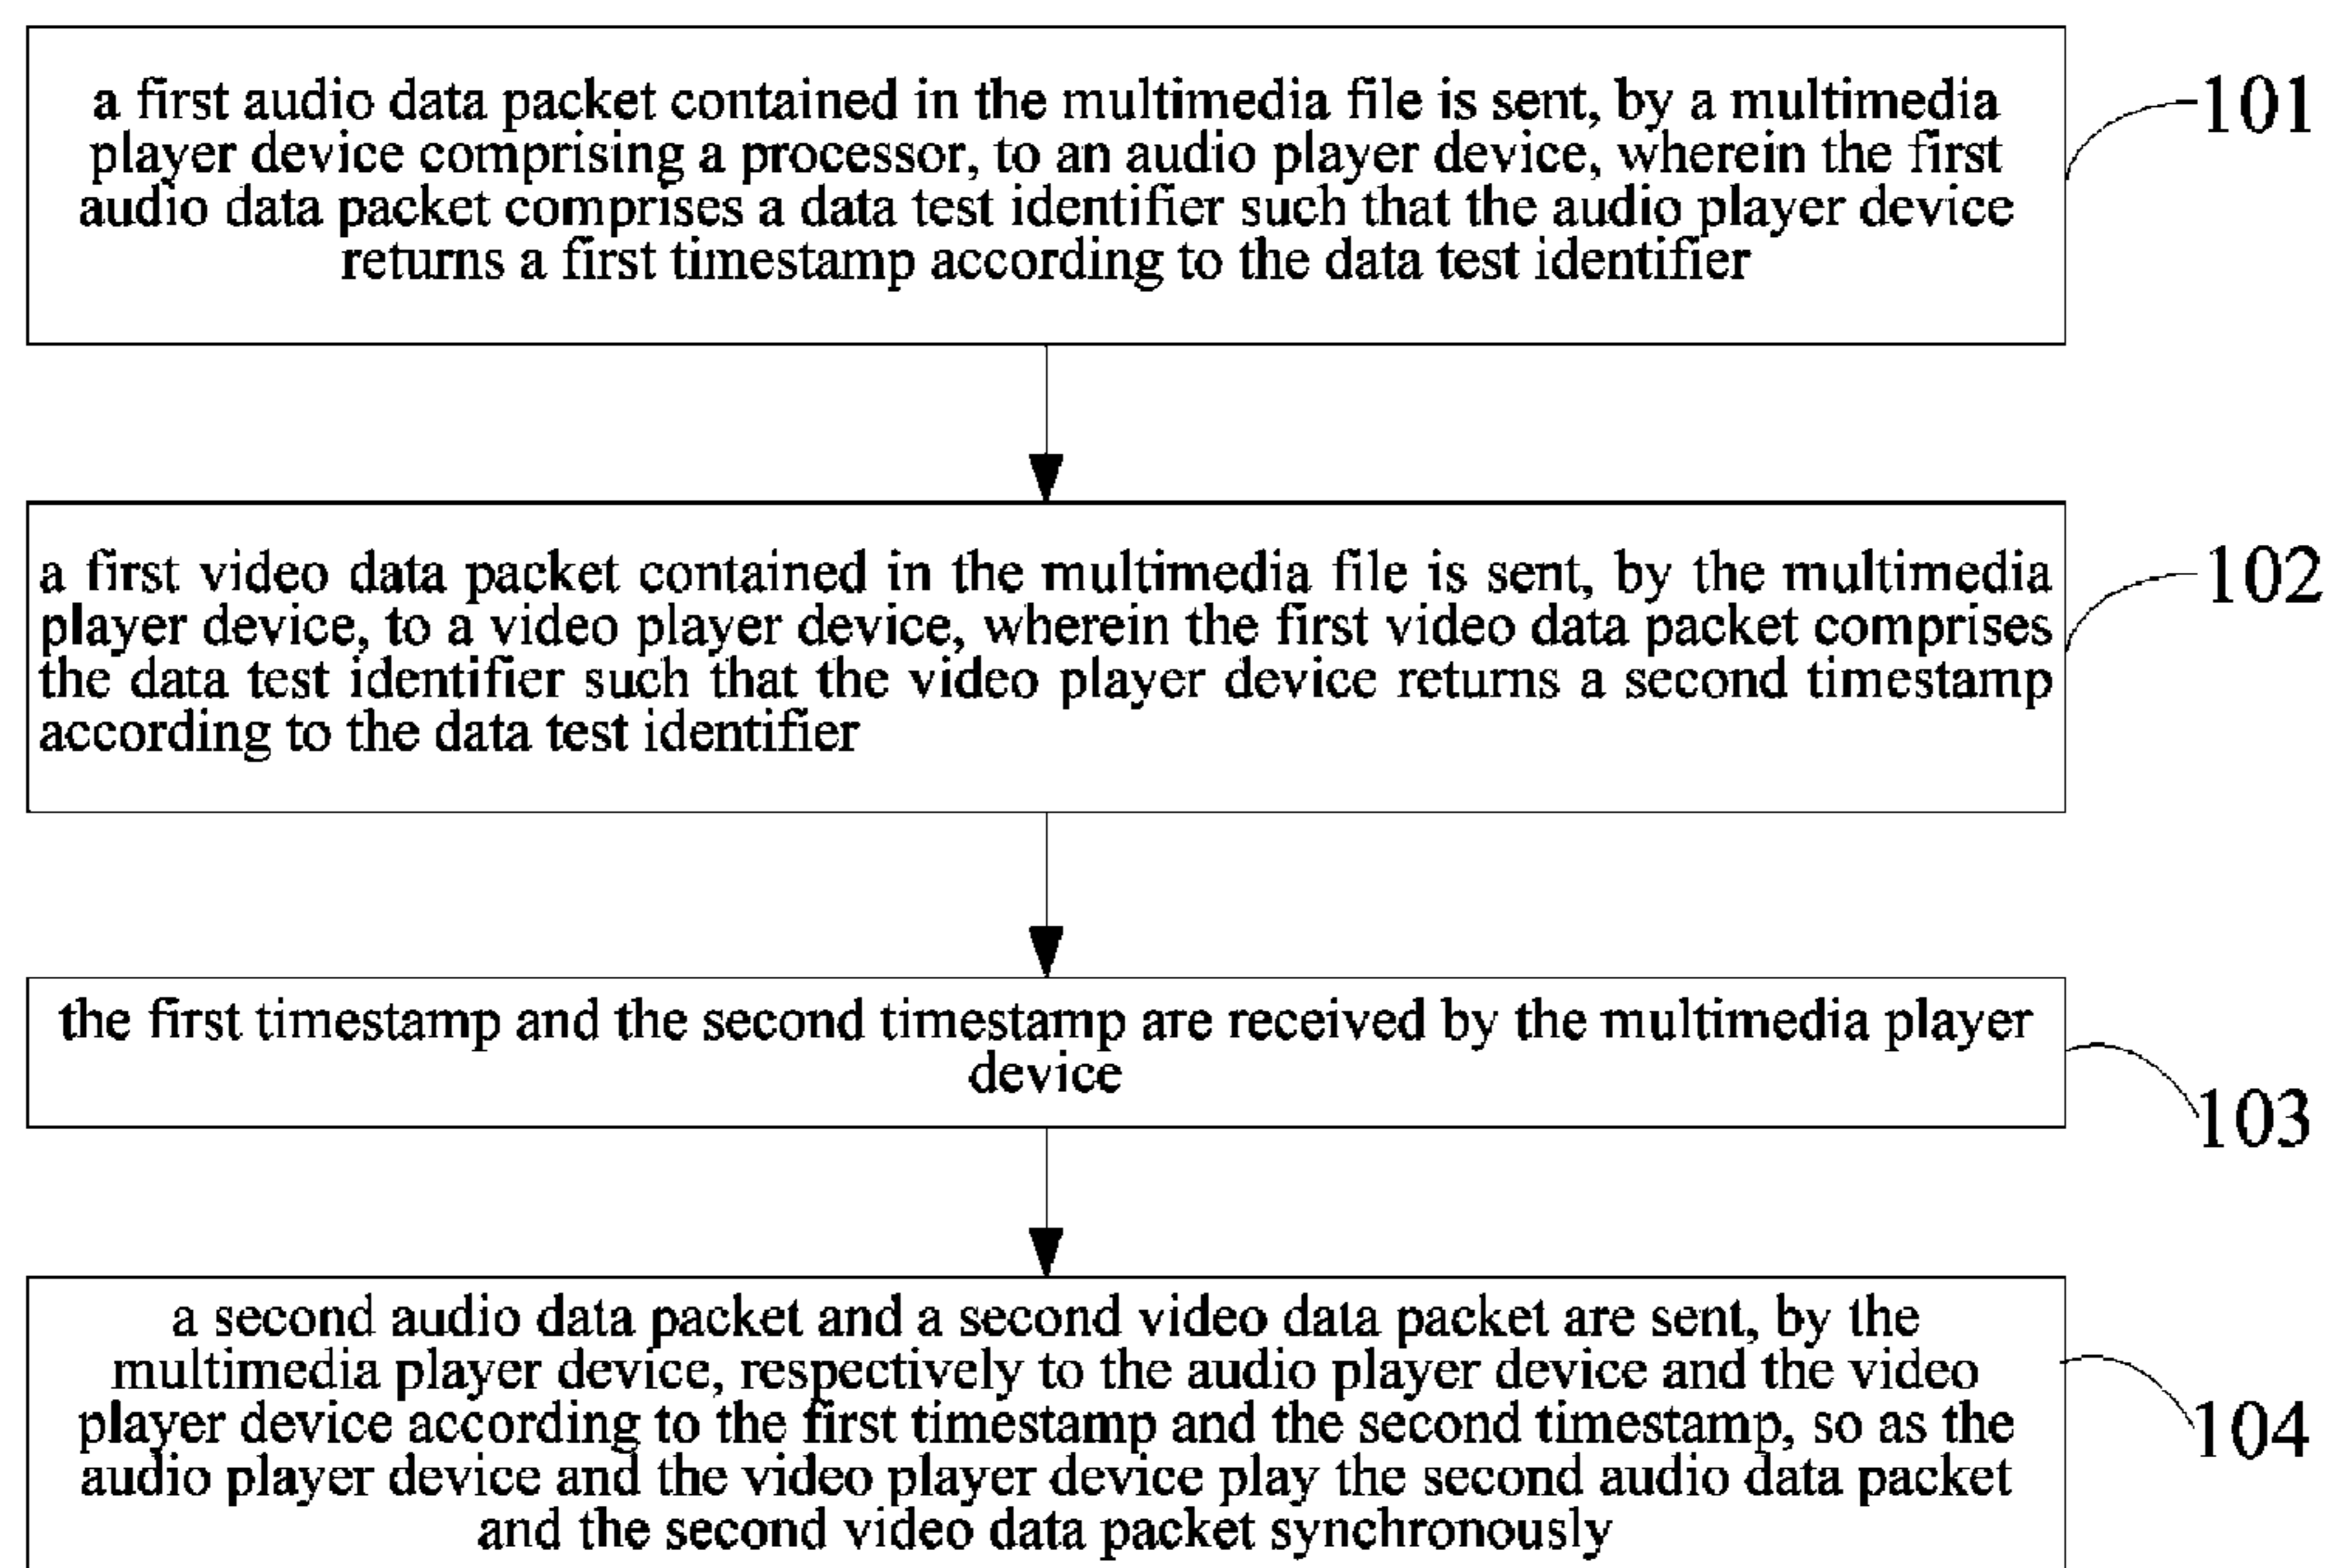 a first audio data packet contained in the multimedia file is sent, by a multimedia
player device comprising a processor, to an audio player device, wherein the first
audio data packet comprises a data test identifier such that the audio player device
returns a first timestamp according to the data test identifier
101
a first video data packet contained in the multimedia file is sent, by the multimedia
player device, to a video player device, wherein the first video data packet comprises
the data test identifier such that the video player device returns a second timestamp
according to the data test identifier
102
the first timestamp and the second timestamp are received by the multimedia player
device
103
a second audio data packet and a second video data packet are sent, by the
multimedia player device, respectively to the audio player device and the video
player device according to the first timestamp and the second timestamp, so as the
audio player device and the video player device play the second audio data packet
and the second video data packet synchronously
104